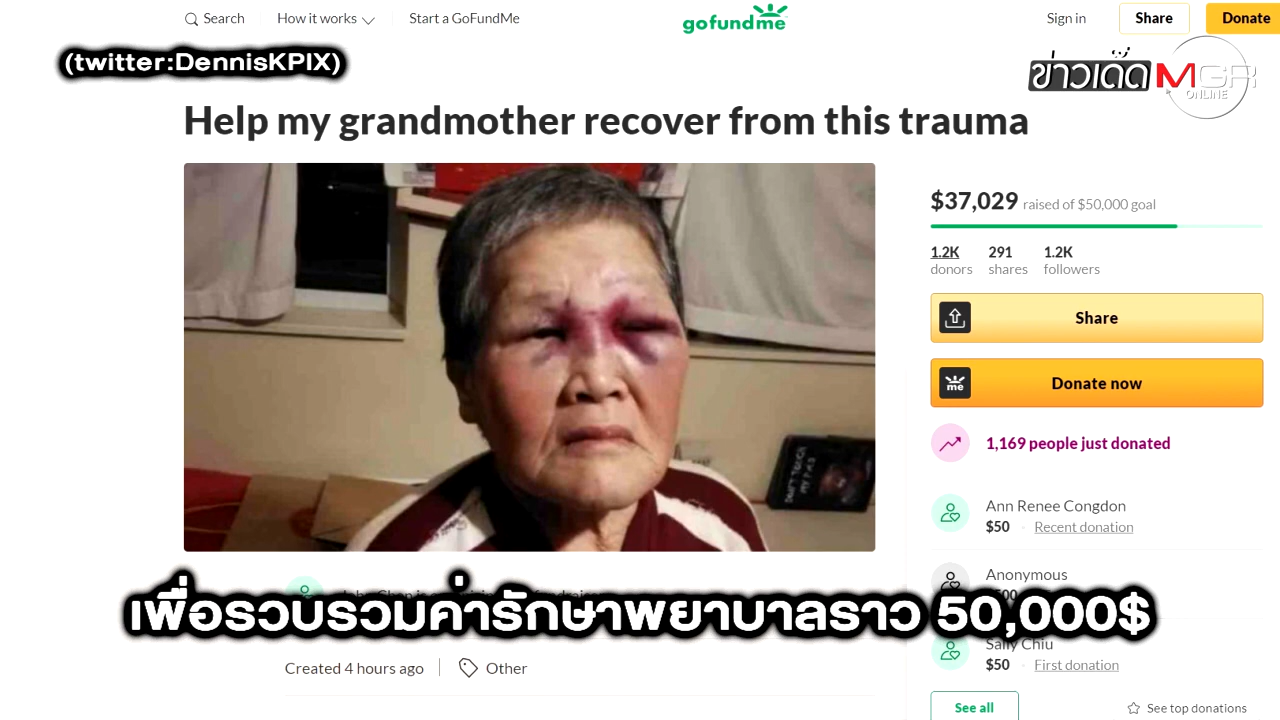 Search How it works Start a GoFundMe gofundme Sign in Share Donate
(twitter:DennisKPIX)
ข่าวเด็ด MGR ONLINE
Help my grandmother recover from this trauma
$37,029 raised of $50,000 goal
1.2K donors
291 shares
1.2K followers
Share
Donate now
me
1,169 people just donated
DON'T TOUCH
Ann Renee Congdon
$50 Recent donation
Anonymous
เพื่อรวบรวมค่ารักษาพยาบาลราว 50,000$
Sally Chiu
$50 First donation
Created 4 hours ago Other
See all See top donations